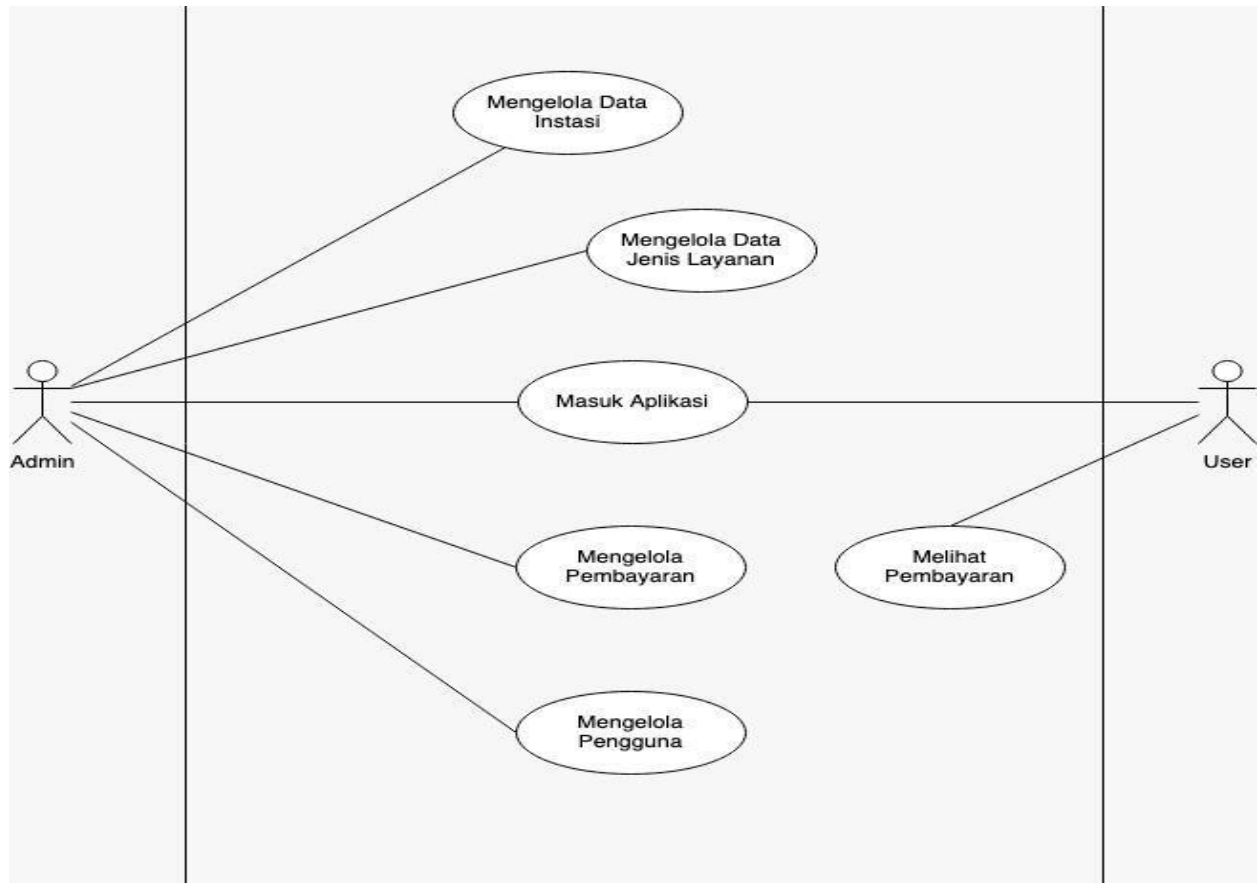 Mengelola Data
Instasi
Mengelola Data
Jenis Layanan
Masuk Aplikasi
Admin
User
Mengelola
Pembayaran
Melihat
Pembayaran
Mengelola
Pengguna